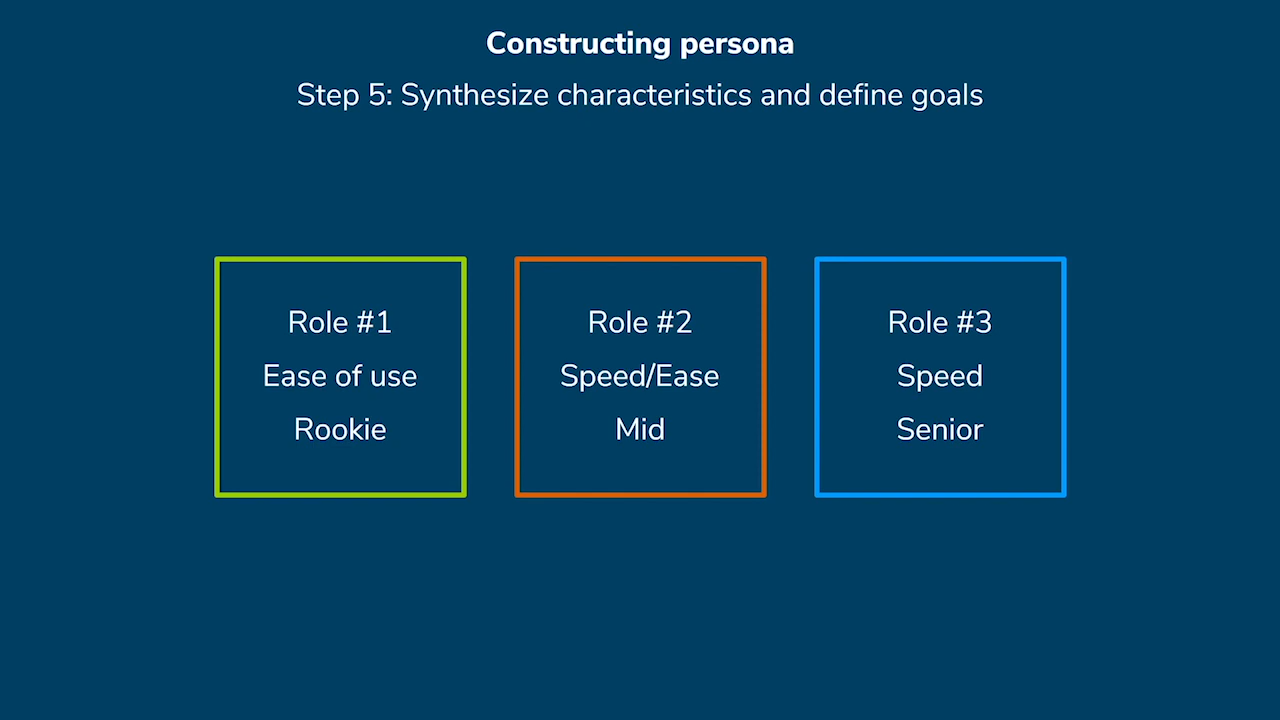 Constructing persona
Step 5: Synthesize characteristics and define goals
Role #1
Ease of use
Rookie
Role #2
Speed/Ease
Mid
Role #3
Speed
Senior